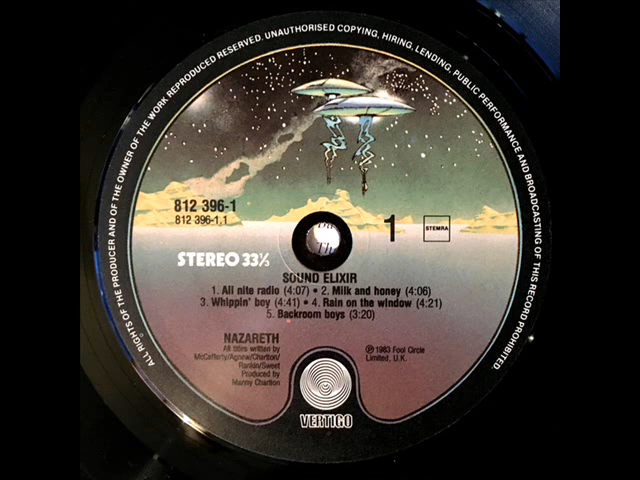 ALL RIGHTS OF THE PRODUCER AND OF THE OWNER OF THE WORK REPRODUCED RESERVED. UNAUTHORISED COPYING, HIRING, LENDING, PUBLIC PERFORMANCE AND BROADCASTING OF THIS RECORD PROHIBITED.
812 396-1
812 396-1.1
1
STEMRA
STEREO 33⅓
SOUND ELIXIR
1. All nite radio (4:07) • 2. Milk and honey (4:06)
3. Whippin' boy (4:41) • 4. Rain on the window (4:21)
5. Backroom boys (3:20)
NAZARETH
All titles written by
McCafferty/Agnew/Charlton/
Rankin/Sweet
Produced by
Manny Charlton
℗ 1983 Fool Circle
Limited, U.K.
VERTIGO